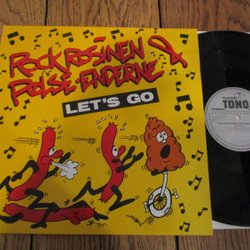 ROCKROSINEN &
PØLSE-ENDERNE
LET'S GO
TONO